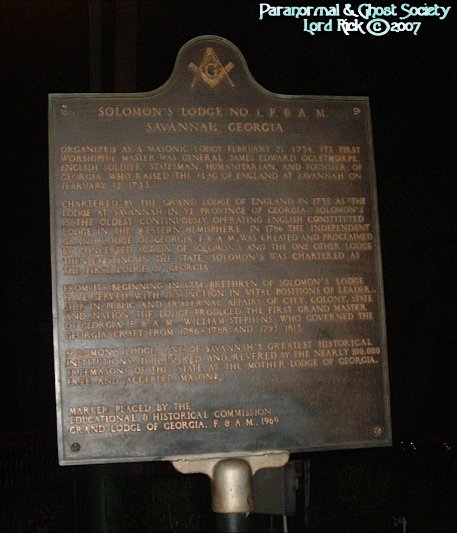 Paranormal & Ghost Society
Lord Rick ©2007
G
SOLOMON'S LODGE NO. 1, F. & A. M.
SAVANNAH, GEORGIA
ORGANIZED AS A MASONIC LODGE FEBRUARY 21, 1734, ITS FIRST
WORSHIPFUL MASTER WAS GENERAL JAMES EDWARD OGLETHORPE,
ENGLISH SOLDIER, STATESMAN, HUMANITARIAN, AND FOUNDER OF
GEORGIA, WHO RAISED THE FLAG OF ENGLAND AT SAVANNAH ON
FEBRUARY 12, 1733.
CHARTERED BY THE GRAND LODGE OF ENGLAND IN 1735 AS "THE
LODGE AT SAVANNAH IN YE PROVINCE OF GEORGIA," SOLOMON'S
IS THE OLDEST CONTINUOUSLY OPERATING ENGLISH CONSTITUTED
LODGE IN THE WESTERN HEMISPHERE. IN 1786 THE INDEPENDENT
GRAND LODGE OF GEORGIA, F. & A. M. WAS CREATED AND PROCLAIMED
BY CONCERTED ACTION OF SOLOMON'S AND THE ONE OTHER LODGE
THEN EXISTING IN THE STATE. SOLOMON'S WAS CHARTERED AS
THE FIRST LODGE OF GEORGIA.
FROM ITS BEGINNING IN 1734, BRETHREN OF SOLOMON'S LODGE
HAVE SERVED WITH DISTINCTION IN VITAL POSITIONS OF LEADER-
SHIP IN PUBLIC AND FRATERNAL AFFAIRS OF CITY, COLONY, STATE
AND NATION. THE LODGE PRODUCED THE FIRST GRAND MASTER
OF GEORGIA, F. & A. M., WILLIAM STEPHENS, WHO GOVERNED THE
GEORGIA CRAFT FROM 1786-1788 AND 1793-1813.
SOLOMON'S LODGE, ONE OF SAVANNAH'S GREATEST HISTORICAL
INSTITUTIONS, IS HONORED AND REVERED BY THE NEARLY 100,000
FREEMASONS OF THIS STATE AS THE MOTHER LODGE OF GEORGIA,
FREE AND ACCEPTED MASONS.
MARKER PLACED BY THE
EDUCATIONAL & HISTORICAL COMMISSION
GRAND LODGE OF GEORGIA, F. & A. M., 1969